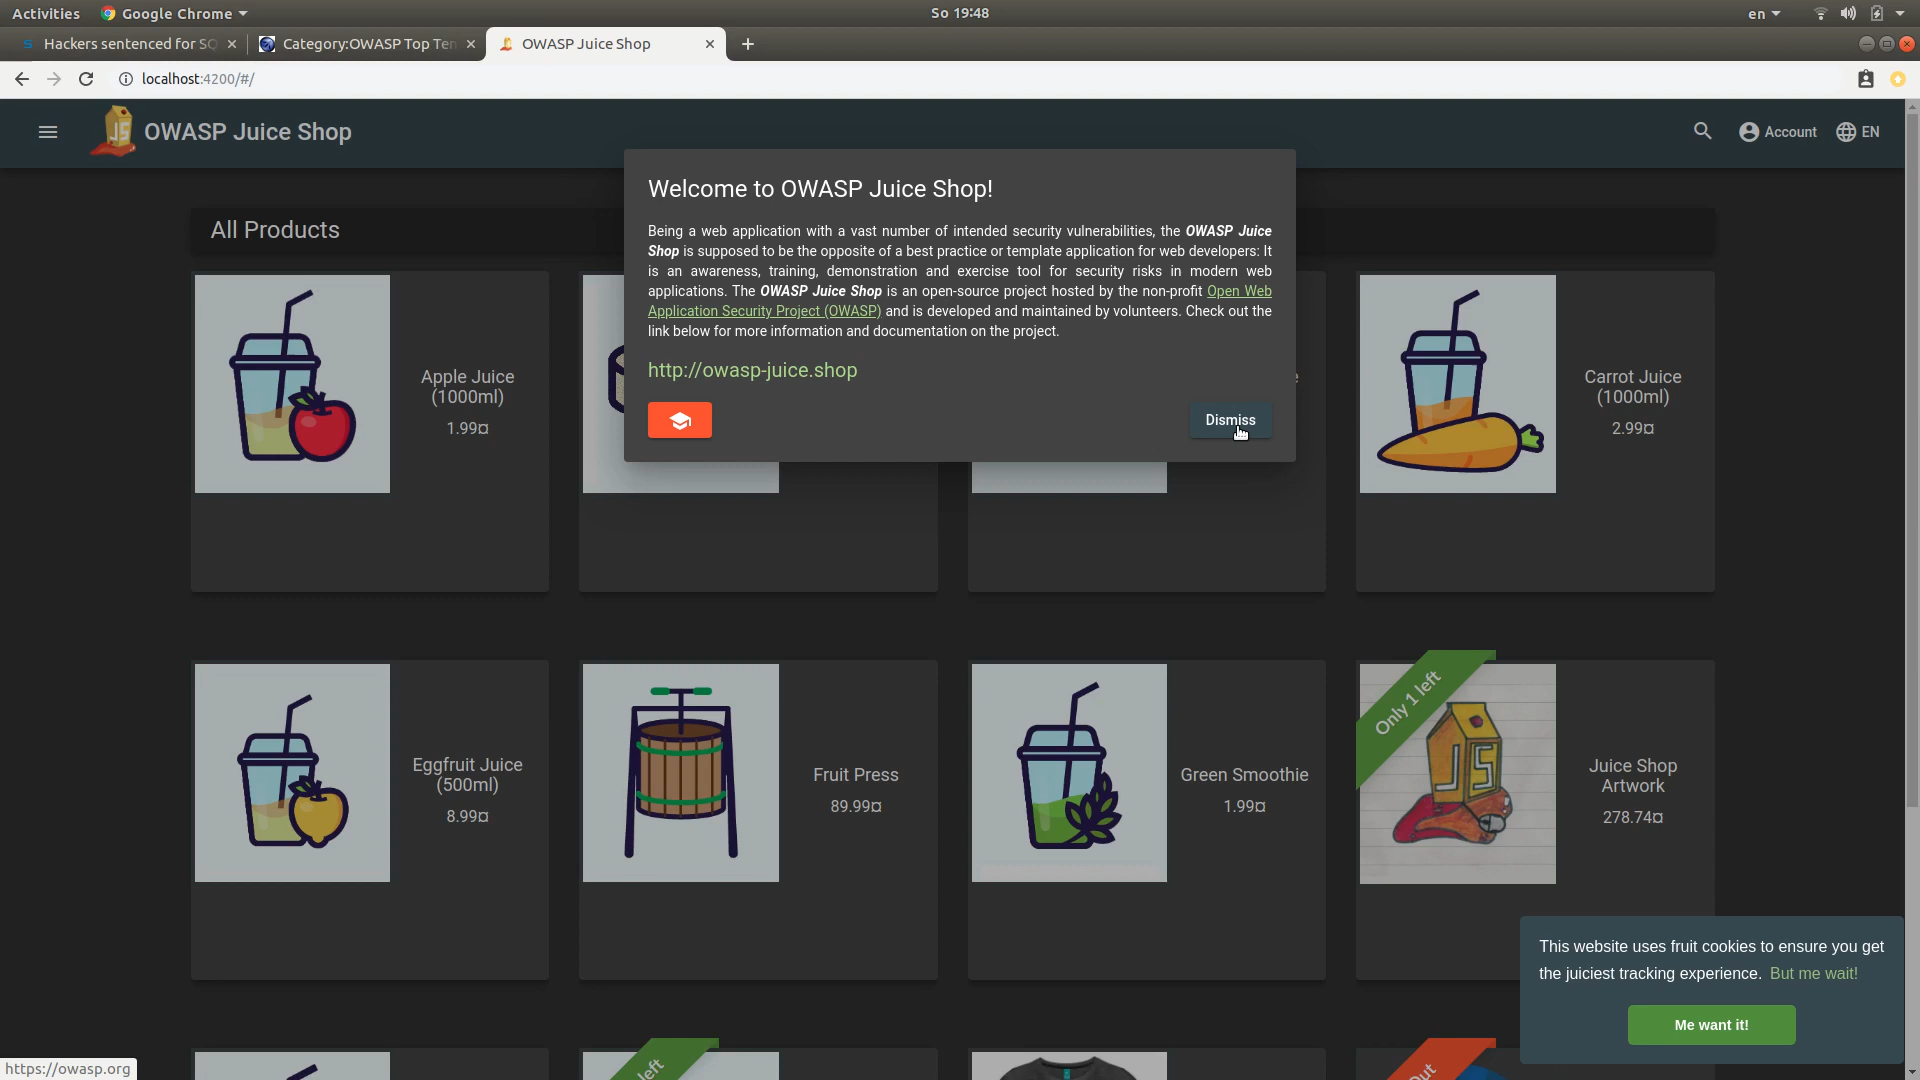 Activities
Google Chrome
So 19:48
en
Hackers sentenced for SQ
Category:OWASP Top Ten
OWASP Juice Shop
localhost:4200/#/
OWASP Juice Shop
Account
EN
All Products
Welcome to OWASP Juice Shop!
Being a web application with a vast number of intended security vulnerabilities, the OWASP Juice
Shop is supposed to be the opposite of a best practice or template application for web developers: It
is an awareness, training, demonstration and exercise tool for security risks in modern web
applications. The OWASP Juice Shop is an open-source project hosted by the non-profit Open Web
Application Security Project (OWASP) and is developed and maintained by volunteers. Check out the
link below for more information and documentation on the project.
http://owasp-juice.shop
Dismiss
Apple Juice
(1000ml)
1.99¤
e
Carrot Juice
(1000ml)
2.99¤
Eggfruit Juice
(500ml)
8.99¤
Fruit Press
89.99¤
Green Smoothie
1.99¤
Only 1 left
JS
Juice Shop
Artwork
278.74¤
This website uses fruit cookies to ensure you get
the juiciest tracking experience. But me wait!
Me want it!
left
Out
https://owasp.org